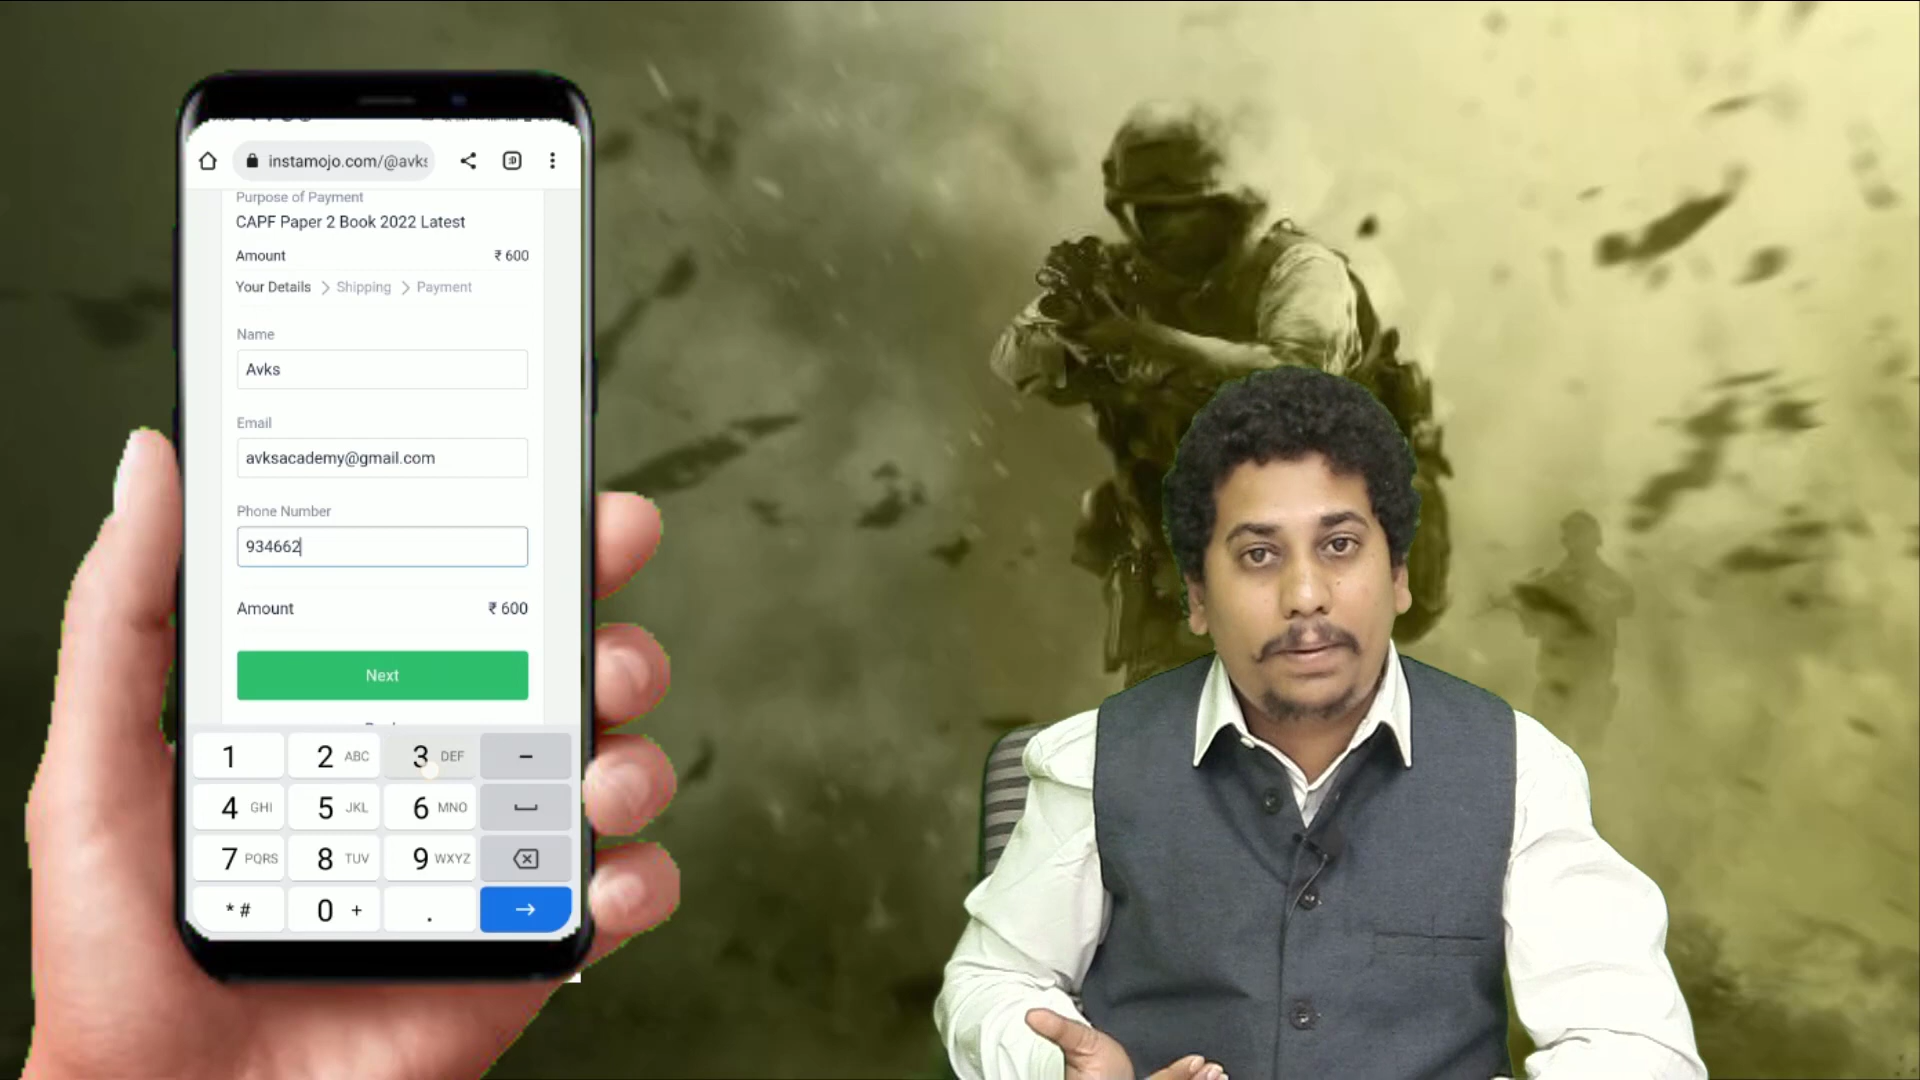 instamojo.com/@avks
Purpose of Payment
CAPF Paper 2 Book 2022 Latest
Amount ₹ 600
Your Details > Shipping > Payment
Name
Avks
Email
avksacademy@gmail.com
Phone Number
934662
Amount ₹ 600
Next
1 2 ABC 3 DEF -
4 GHI 5 JKL 6 MNO
7 PQRS 8 TUV 9 WXYZ
* # 0 + .